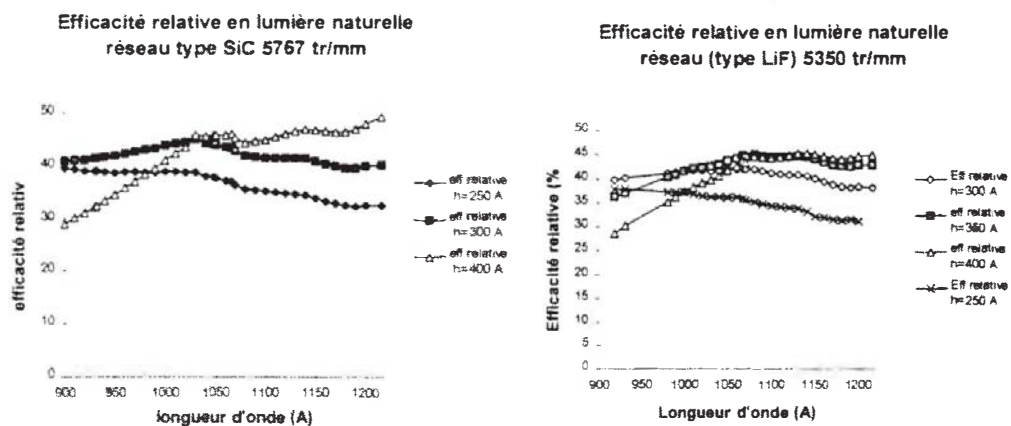 Efficacité relative en lumière naturelle
réseau type SiC 5767 tr/mm
50
40
30
20
10
0
efficacité relativ
900
950
1000
1050
1100
1150
1200
longueur d'onde (A)
eff relative
h=250 A
eff relative
h=300 A
eff relative
h=400 A
Efficacité relative en lumière naturelle
réseau (type LiF) 5350 tr/mm
50
45
40
35
30
25
20
15
10
5
0
Efficacité relative (%
900
950
1000
1050
1100
1150
1200
Longueur d'onde (A)
Eff relative
h=300 A
eff relative
h=360 A
eff relative
h=400 A
Eff relative
h=250 A